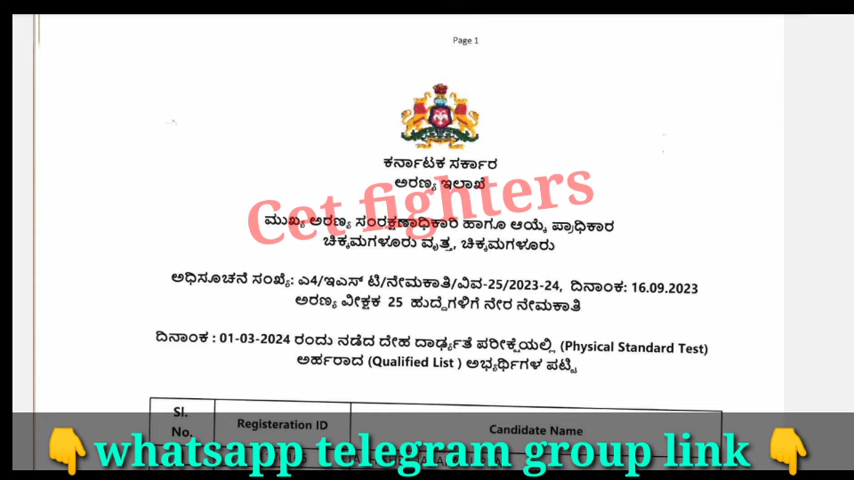 Page 1
ಕರ್ನಾಟಕ ಸರ್ಕಾರ
ಅರಣ್ಯ ಇಲಾಖೆ
Cet fighters
ಮುಖ್ಯ ಅರಣ್ಯ ಸಂರಕ್ಷಣಾಧಿಕಾರಿ ಹಾಗೂ ಆಯ್ಕೆ ಪ್ರಾಧಿಕಾರ
ಚಿಕ್ಕಮಗಳೂರು ವೃತ್ತ, ಚಿಕ್ಕಮಗಳೂರು
ಅಧಿಸೂಚನೆ ಸಂಖ್ಯೆ: ಎ4/ಇಎಸ್ ಟಿ/ನೇಮಕಾತಿ/ವಿವ-25/2023-24, ದಿನಾಂಕ: 16.09.2023
ಅರಣ್ಯ ವೀಕ್ಷಕ 25 ಹುದ್ದೆಗಳಿಗೆ ನೇರ ನೇಮಕಾತಿ
ದಿನಾಂಕ : 01-03-2024 ರಂದು ನಡೆದ ದೇಹ ದಾರ್ಢ್ಯತೆ ಪರೀಕ್ಷೆಯಲ್ಲಿ (Physical Standard Test)
ಅರ್ಹರಾದ (Qualified List ) ಅಭ್ಯರ್ಥಿಗಳ ಪಟ್ಟಿ
Sl. No. Registeration ID Candidate Name
👇whatsapp telegram group link 👇